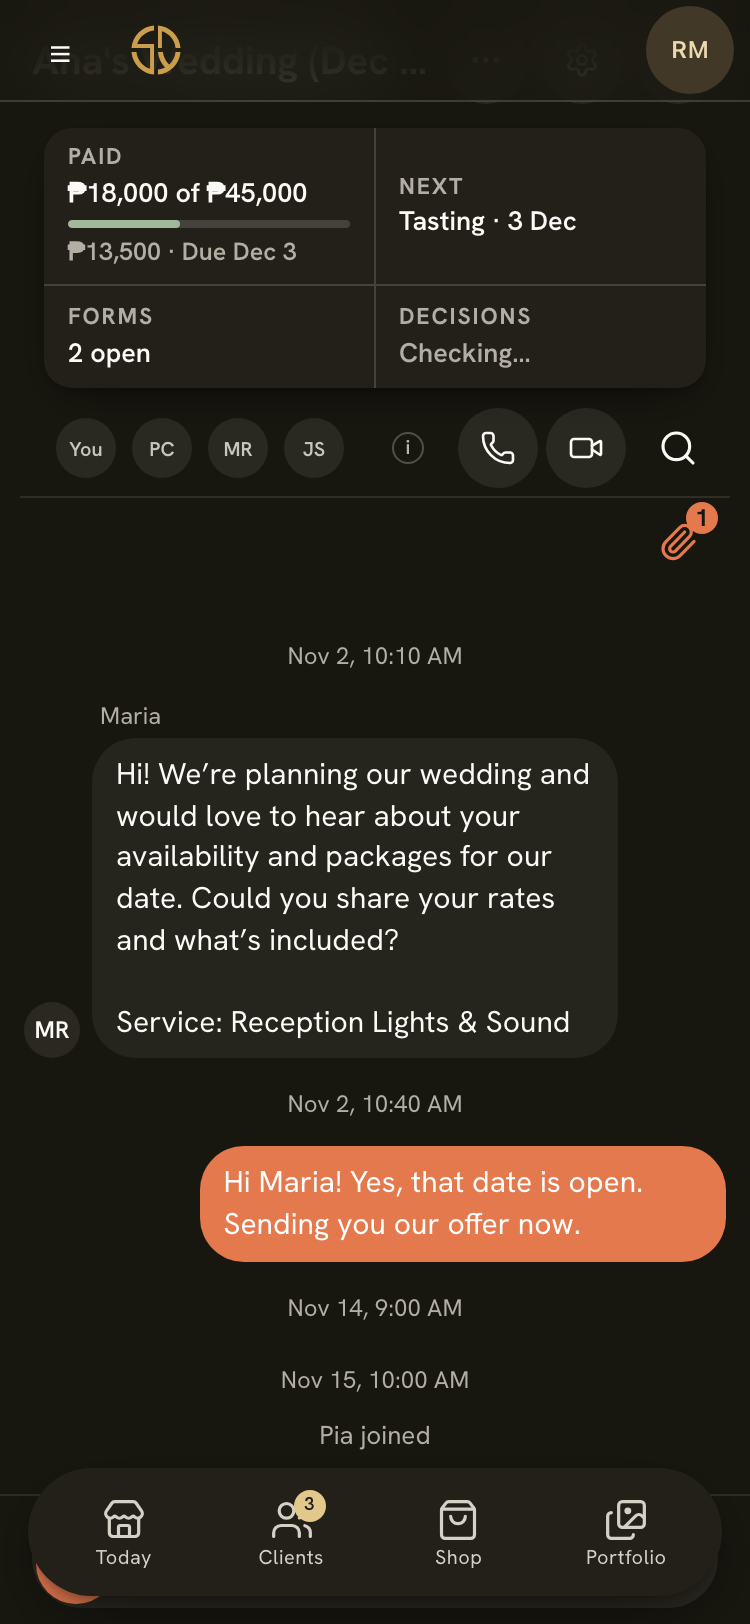 Ana's Wedding (Dec ...
RM
PAID
₱18,000 of ₱45,000
₱13,500 · Due Dec 3
NEXT
Tasting · 3 Dec
FORMS
2 open
DECISIONS
Checking…
You
PC
MR
JS
i
1
Nov 2, 10:10 AM
Maria
Hi! We’re planning our wedding and
would love to hear about your
availability and packages for our
date. Could you share your rates
and what’s included?
Service: Reception Lights & Sound
MR
Nov 2, 10:40 AM
Hi Maria! Yes, that date is open.
Sending you our offer now.
Nov 14, 9:00 AM
Nov 15, 10:00 AM
Pia joined
3
Today
Clients
Shop
Portfolio